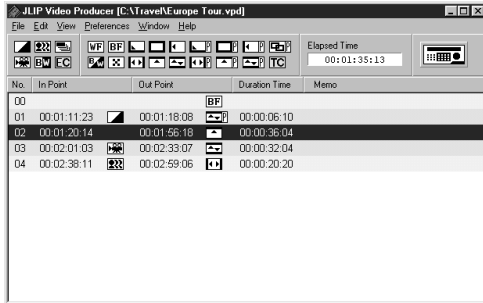 JLIP Video Producer [C:\Travel\Europe Tour.vpd]
File Edit View Preferences Window Help
WF BF P P P P Elapsed Time
BW EC B/W P P P TC 00:01:35:13
No. In Point Out Point Duration Time Memo
00 BF
01 00:01:11:23 00:01:18:08 P 00:00:06:10
02 00:01:20:14 00:01:56:18 00:00:36:04
03 00:02:01:03 00:02:33:07 00:00:32:04
04 00:02:38:11 00:02:59:06 00:00:20:20